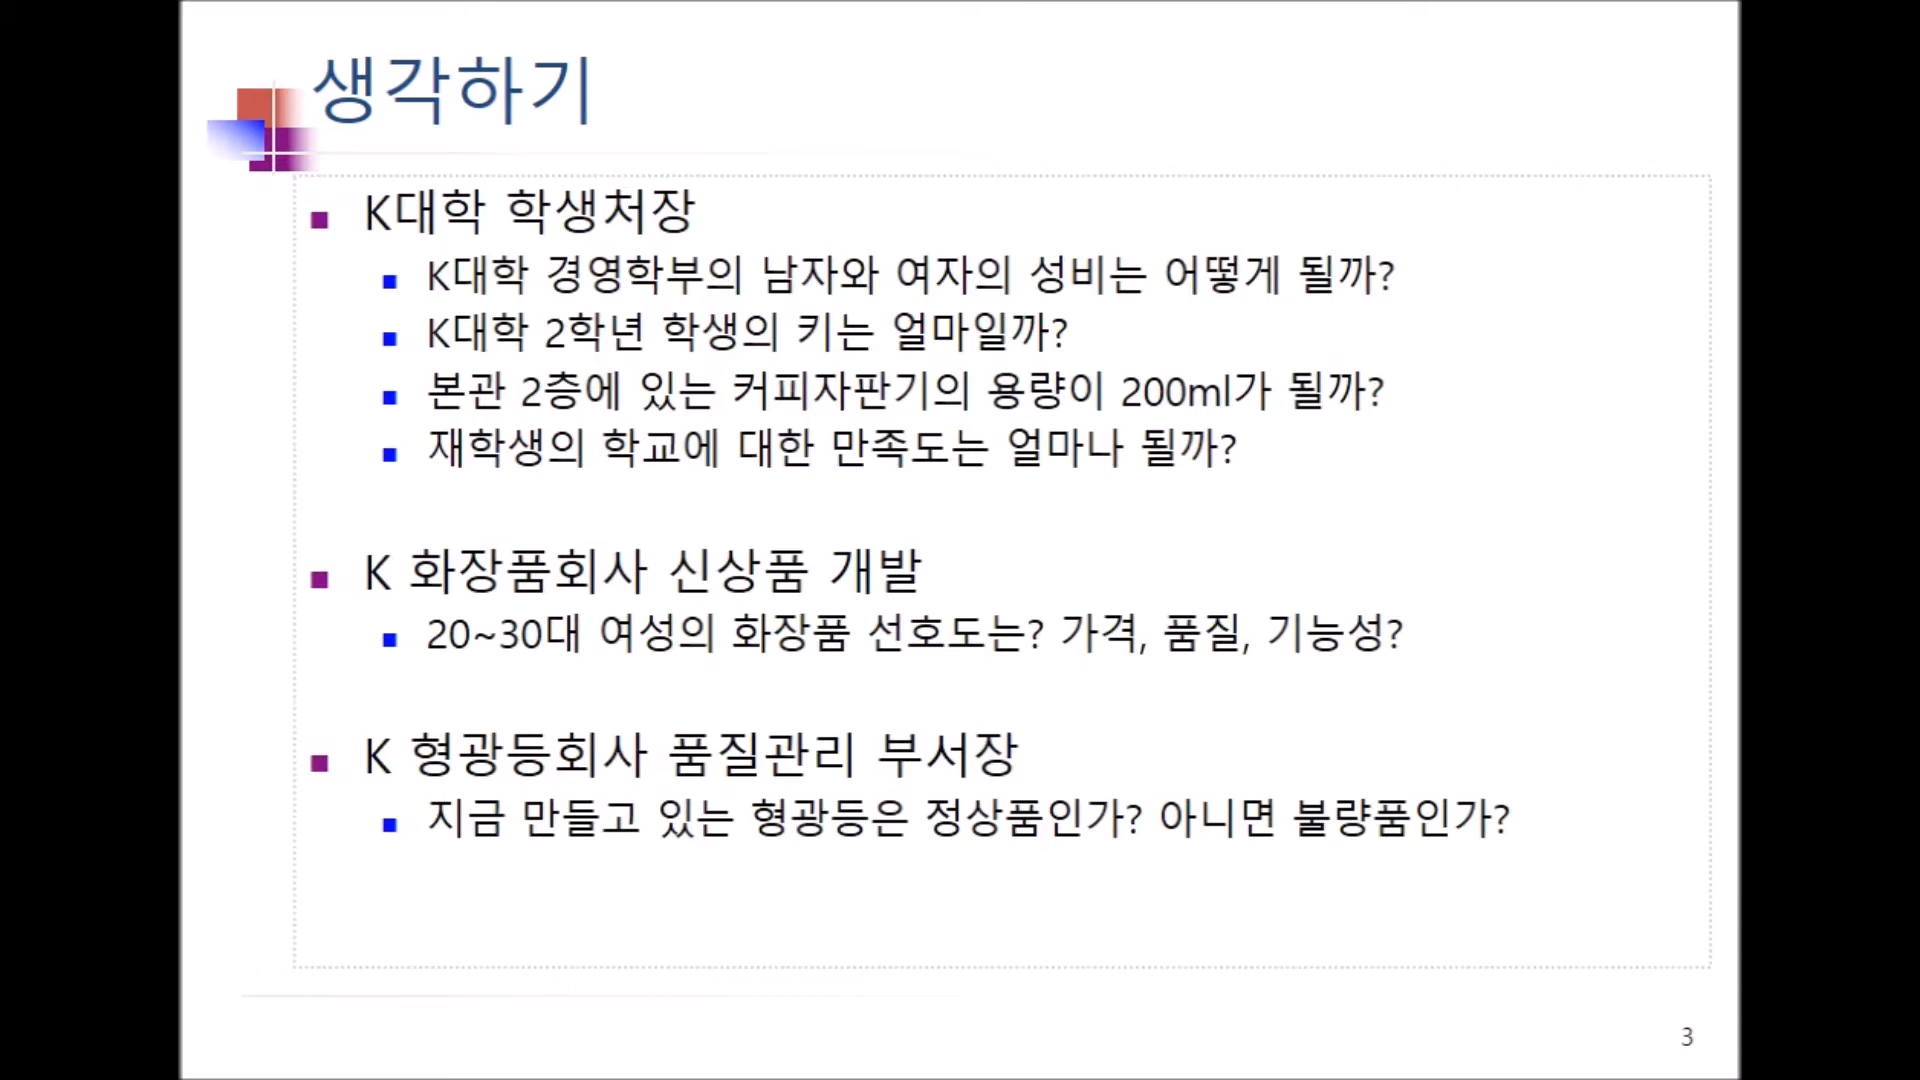 생각하기
K대학 학생처장
K대학 경영학부의 남자와 여자의 성비는 어떻게 될까?
K대학 2학년 학생의 키는 얼마일까?
본관 2층에 있는 커피자판기의 용량이 200ml가 될까?
재학생의 학교에 대한 만족도는 얼마나 될까?
K 화장품회사 신상품 개발
20~30대 여성의 화장품 선호도는? 가격, 품질, 기능성?
K 형광등회사 품질관리 부서장
지금 만들고 있는 형광등은 정상품인가? 아니면 불량품인가?
3